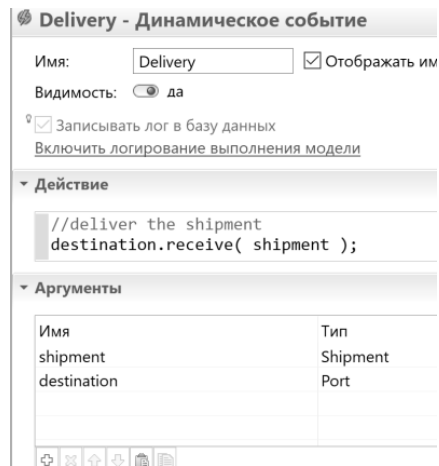 Delivery - Динамическое событие
Имя: Delivery Отображать им
Видимость: да
Записывать лог в базу данных
Включить логирование выполнения модели
Действие
//deliver the shipment
destination.receive( shipment );
Аргументы
Имя Тип
shipment Shipment
destination Port